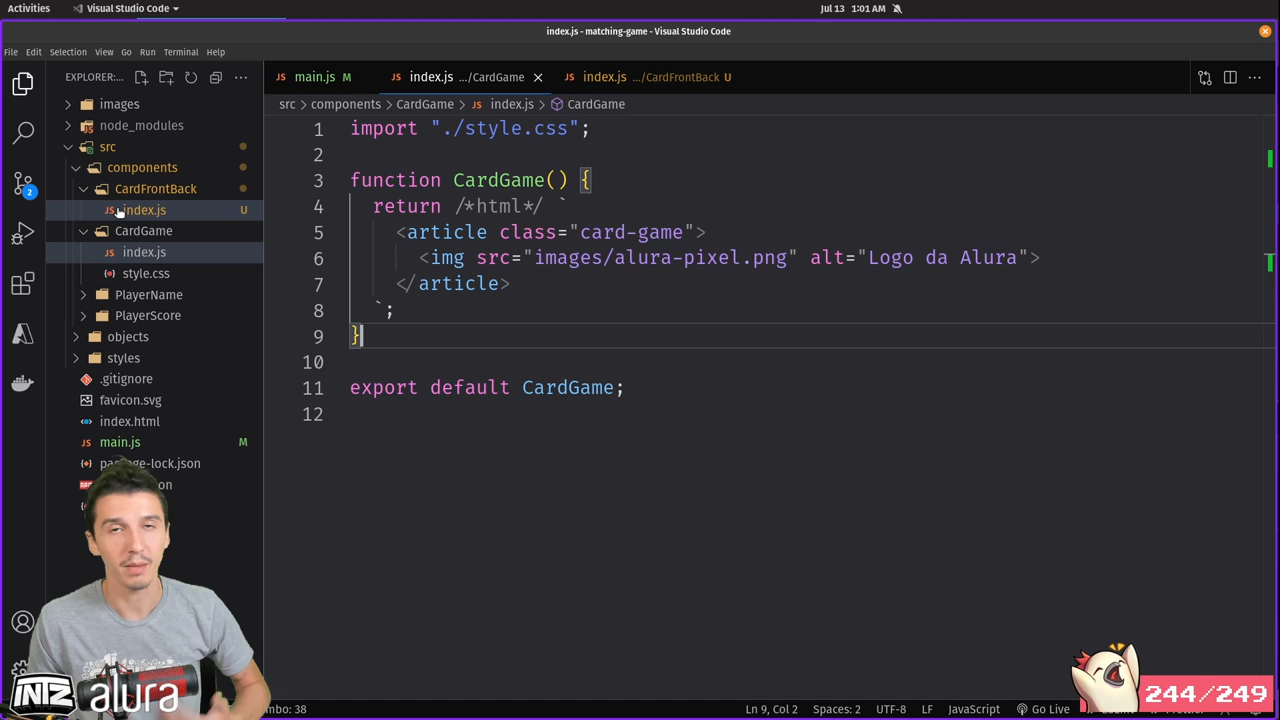 Activities
Visual Studio Code
Jul 13 1:01 AM
index.js - matching-game - Visual Studio Code
File Edit Selection View Go Run Terminal Help
EXPLORER:...
main.js M
index.js .../CardGame
index.js .../CardFrontBack U
src > components > CardGame > index.js > CardGame
images
node_modules
src
components
CardFrontBack
index.js U
CardGame
index.js
style.css
PlayerName
PlayerScore
objects
styles
.gitignore
favicon.svg
index.html
main.js M
package-lock.json
2
1 import "./style.css";
2
3 function CardGame() {
4 return /*html*/ `
5 <article class="card-game">
6 <img src="images/alura-pixel.png" alt="Logo da Alura">
7 </article>
8 `;
9 }
10
11 export default CardGame;
12
INTZ alura
244/249
Ln 9, Col 2 Spaces: 2 UTF-8 LF JavaScript Go Live